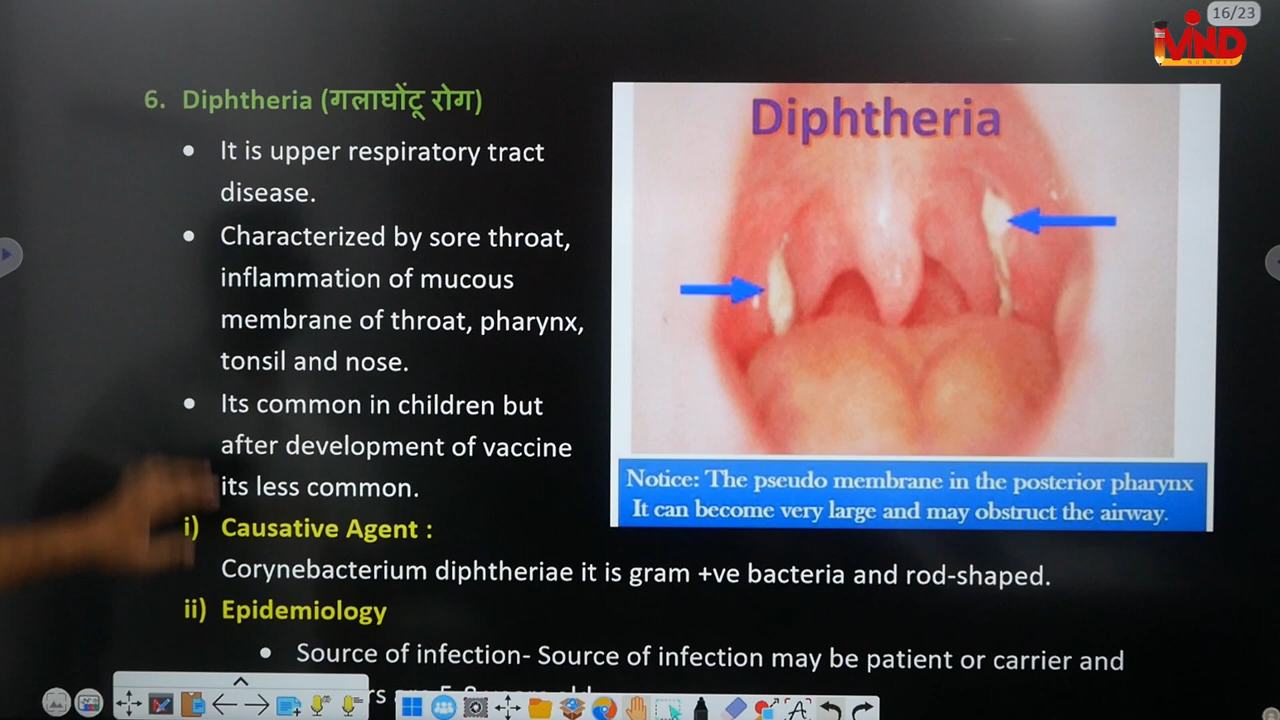 16/23
MIND
NURTURE
6. Diphtheria (गलाघोंटू रोग)
• It is upper respiratory tract
disease.
• Characterized by sore throat,
inflammation of mucous
membrane of throat, pharynx,
tonsil and nose.
• Its common in children but
after development of vaccine
its less common.
Diphtheria
Notice: The pseudo membrane in the posterior pharynx
It can become very large and may obstruct the airway.
i) Causative Agent :
Corynebacterium diphtheriae it is gram +ve bacteria and rod-shaped.
ii) Epidemiology
• Source of infection- Source of infection may be patient or carrier and